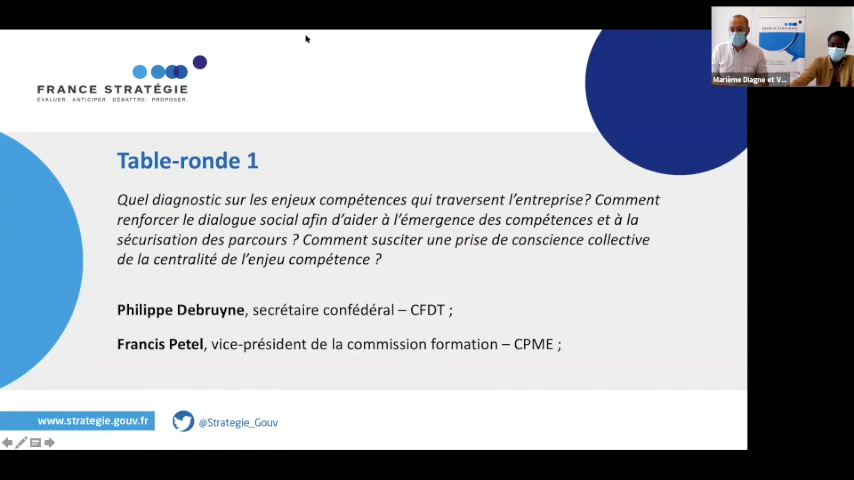 FRANCE STRATÉGIE
ÉVALUER. ANTICIPER. DÉBATTRE. PROPOSER.
Marième Diagne et V...
Table-ronde 1
Quel diagnostic sur les enjeux compétences qui traversent l'entreprise? Comment
renforcer le dialogue social afin d'aider à l'émergence des compétences et à la
sécurisation des parcours ? Comment susciter une prise de conscience collective
de la centralité de l'enjeu compétence ?
Philippe Debruyne, secrétaire confédéral – CFDT ;
Francis Petel, vice-président de la commission formation – CPME ;
www.strategie.gouv.fr
@Strategie_Gouv